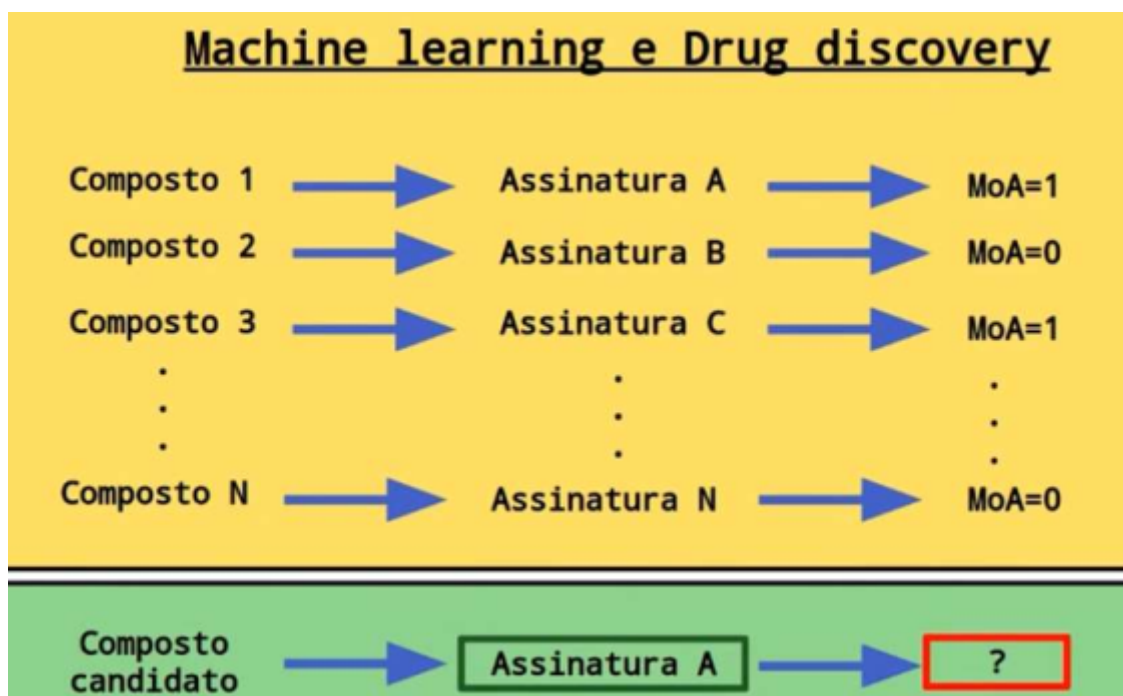 Machine learning e Drug discovery
Composto 1 Assinatura A MoA=1
Composto 2 Assinatura B MoA=0
Composto 3 Assinatura C MoA=1
. . .
. . .
. . .
Composto N Assinatura N MoA=0
Composto
candidato Assinatura A ?